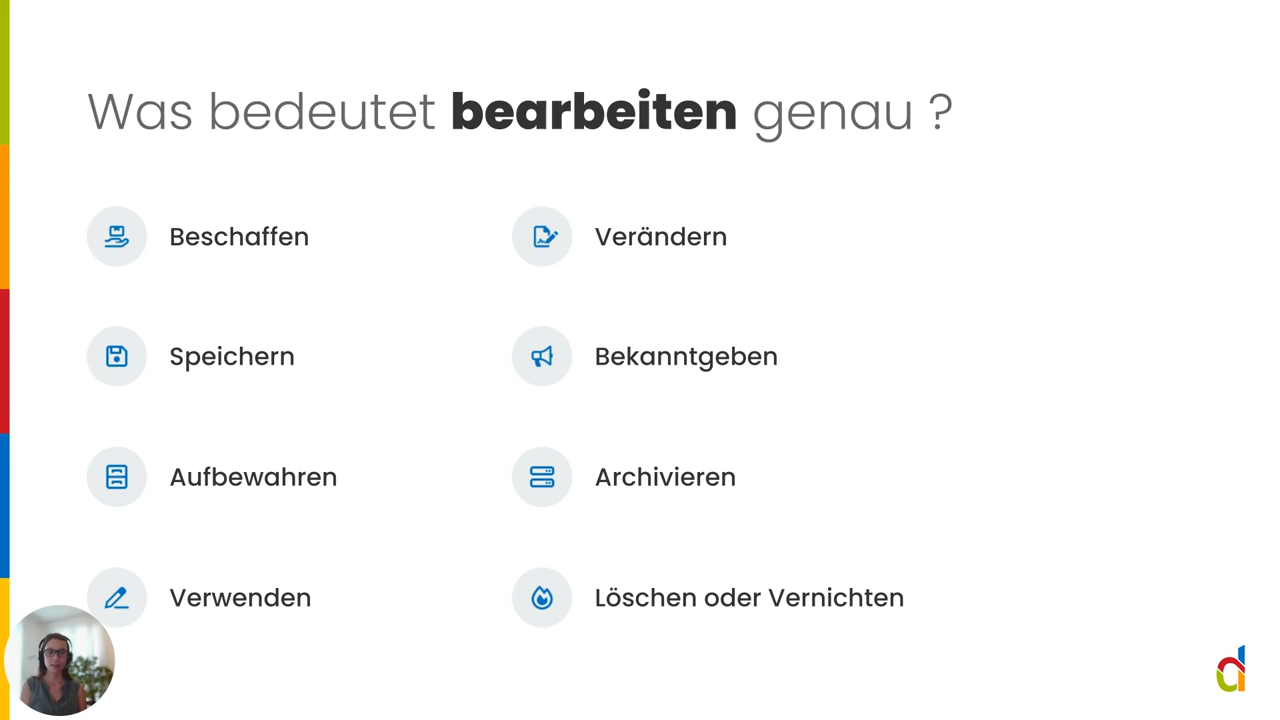 Was bedeutet bearbeiten genau ?
Beschaffen
Speichern
Aufbewahren
Verwenden
Verändern
Bekanntgeben
Archivieren
Löschen oder Vernichten